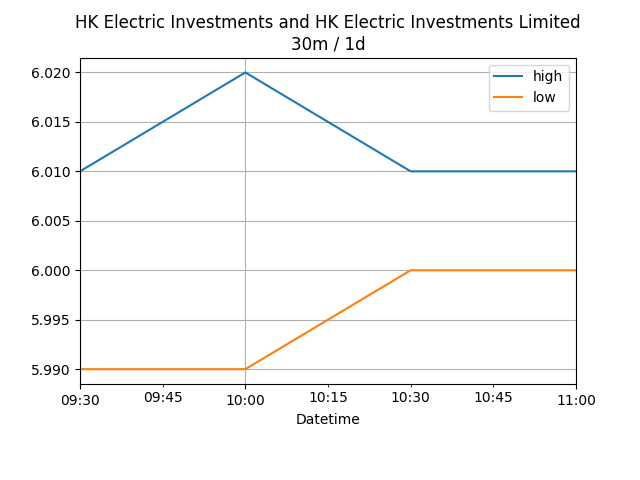 HK Electric Investments and HK Electric Investments Limited
30m / 1d
high
low
6.020
6.015
6.010
6.005
6.000
5.995
5.990
09:30 09:45 10:00 10:15 10:30 10:45 11:00
Datetime